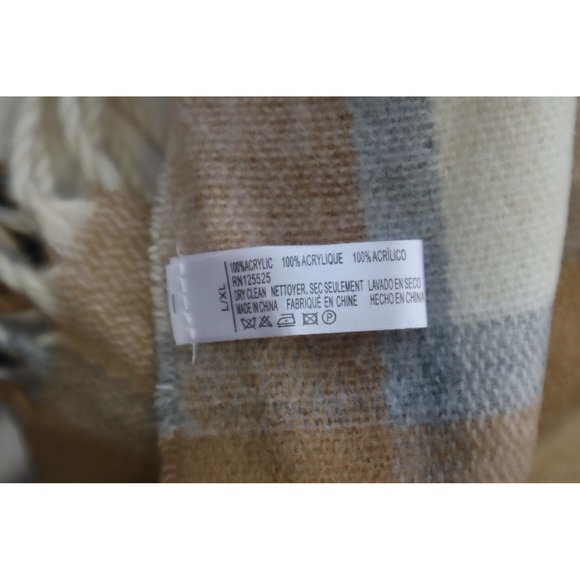 L/XL
100%ACRYLIC 100%ACRYLIQUE 100%ACRÍLICO
RN125525
DRY CLEAN NETTOYER. SEC SEULEMENT LAVADO EN SECO
MADE IN CHINA FABRIQUÉ EN CHINE HECHO EN CHINA
P